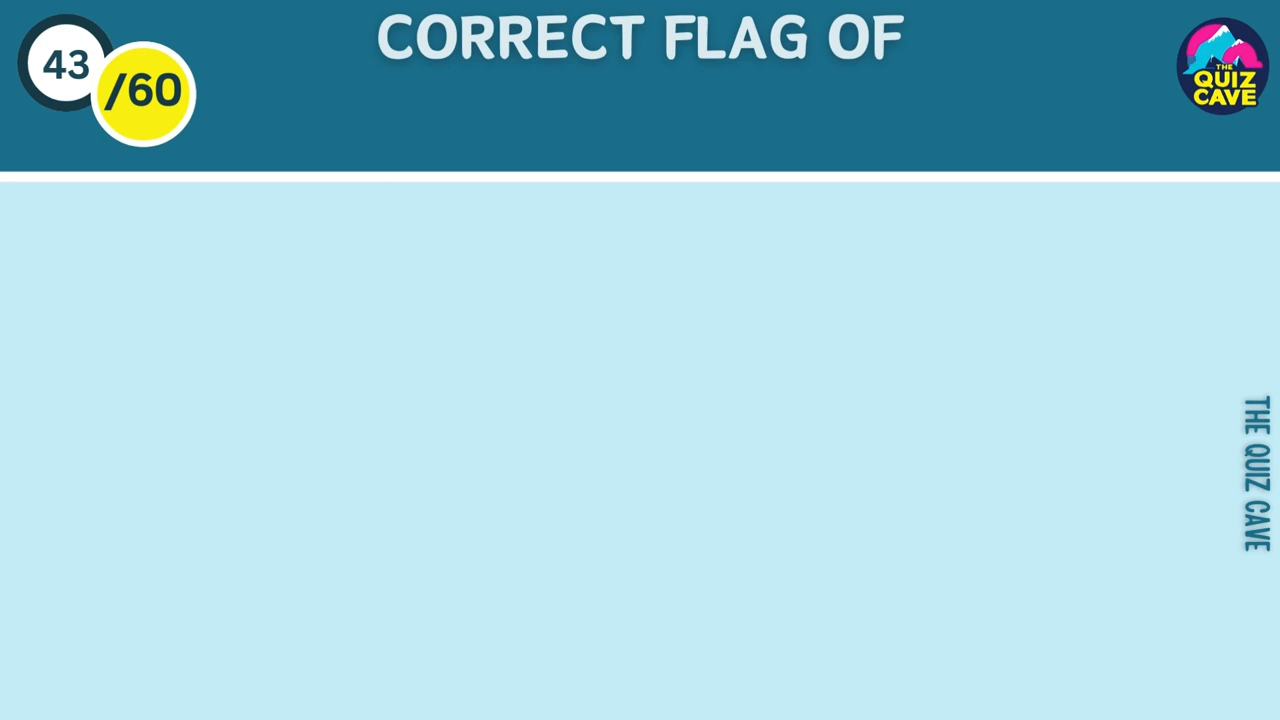 CORRECT FLAG OF
43
/60
THE
QUIZ
CAVE
THE QUIZ CAVE